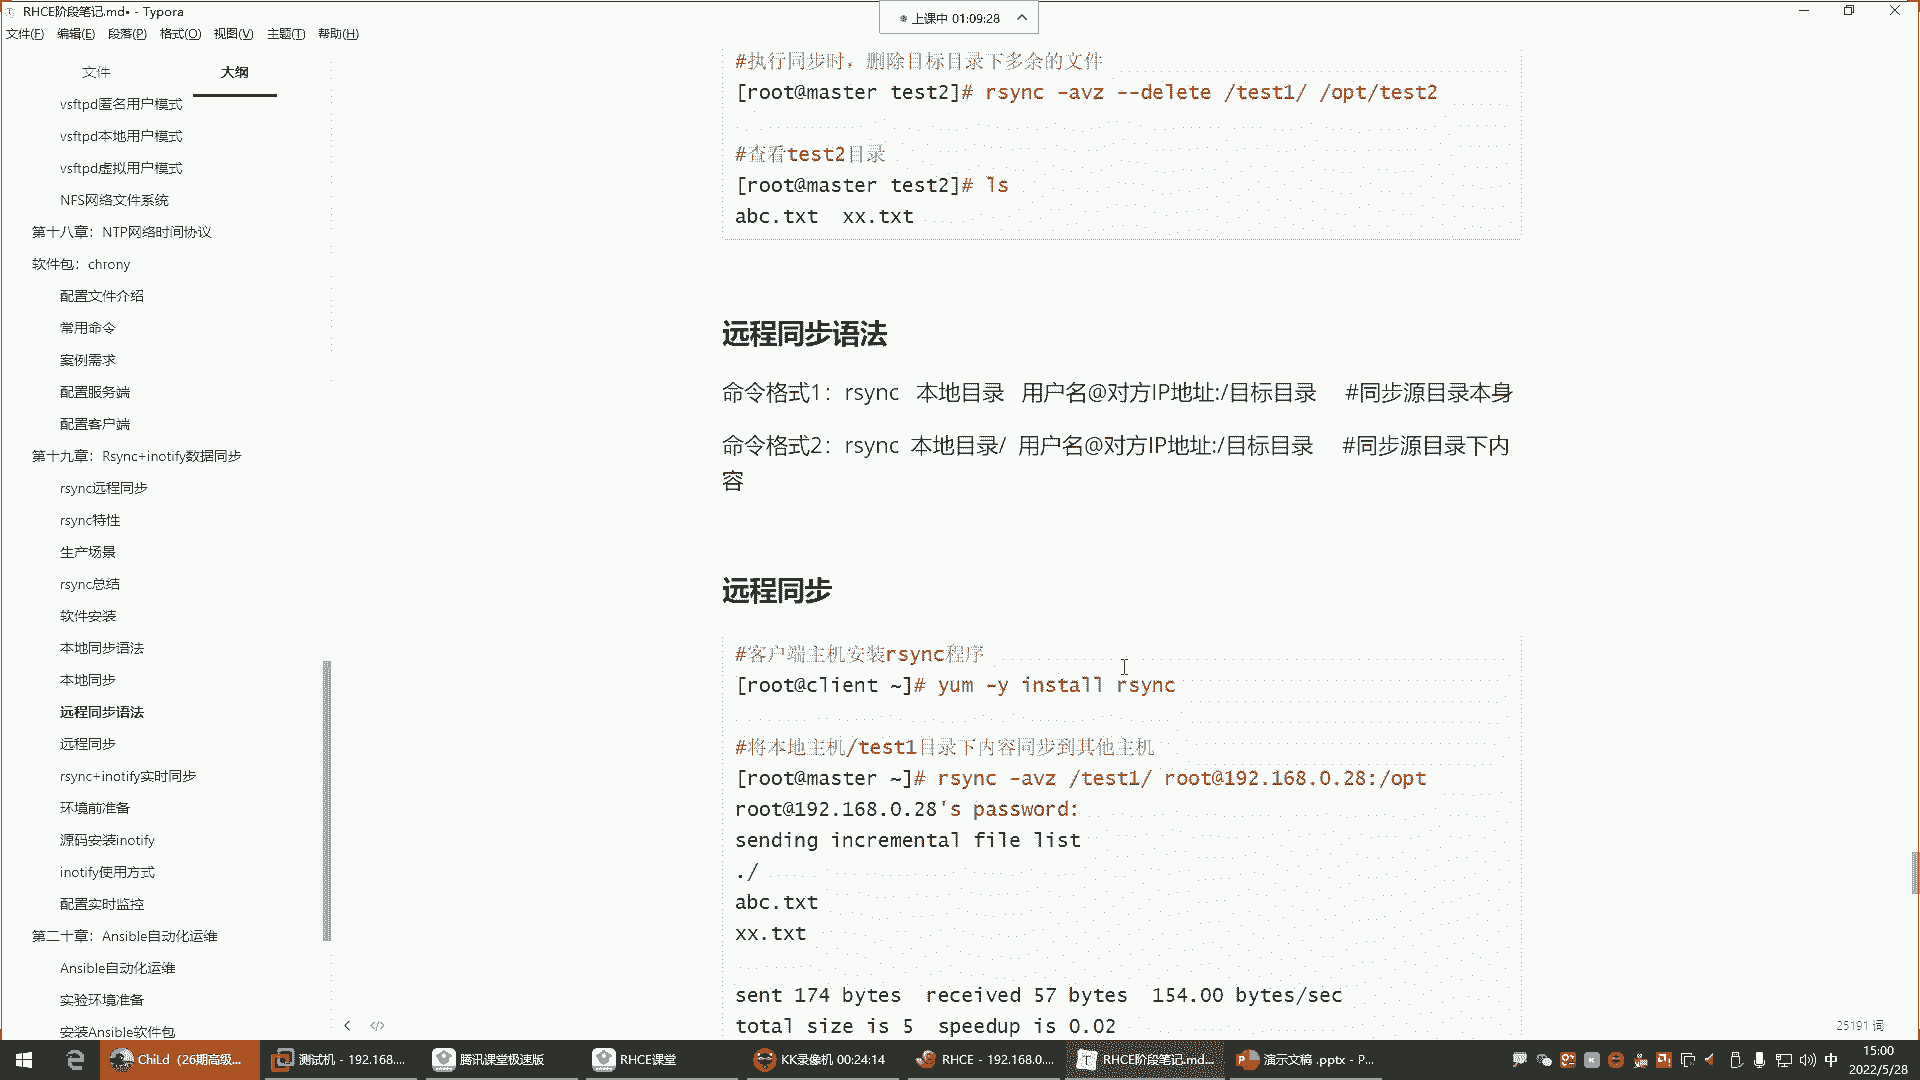 RHCE阶段笔记.md• - Typora
上课中 01:09:28
文件(F) 编辑(E) 段落(P) 格式(O) 视图(V) 主题(T) 帮助(H)
文件 大纲
vsftpd匿名用户模式
vsftpd本地用户模式
vsftpd虚拟用户模式
NFS网络文件系统
第十八章：NTP网络时间协议
软件包：chrony
配置文件介绍
常用命令
案例需求
配置服务端
配置客户端
第十九章：Rsync+inotify数据同步
rsync远程同步
rsync特性
生产场景
rsync总结
软件安装
本地同步语法
本地同步
远程同步语法
远程同步
rsync+inotify实时同步
环境前准备
源码安装inotify
inotify使用方式
配置实时监控
第二十章：Ansible自动化运维
Ansible自动化运维
实验环境准备
安装Ansible软件包
#执行同步时，删除目标目录下多余的文件
[root@master test2]# rsync -avz --delete /test1/ /opt/test2
#查看test2目录
[root@master test2]# ls
abc.txt  xx.txt
远程同步语法
命令格式1：rsync 本地目录 用户名@对方IP地址:/目标目录 #同步源目录本身
命令格式2：rsync 本地目录/ 用户名@对方IP地址:/目标目录 #同步源目录下内
容
远程同步
#客户端主机安装rsync程序
[root@client ~]# yum -y install rsync
#将本地主机/test1目录下内容同步到其他主机
[root@master ~]# rsync -avz /test1/ root@192.168.0.28:/opt
root@192.168.0.28's password:
sending incremental file list
./
abc.txt
xx.txt
sent 174 bytes  received 57 bytes  154.00 bytes/sec
total size is 5  speedup is 0.02
25191 词
ChiLd（26期高级...
测试机 - 192.168....
腾讯课堂极速版
RHCE课堂
KK录像机 00:24:14
RHCE - 192.168.0....
RHCE阶段笔记.md...
演示文稿 .pptx - P...
中
15:00
2022/5/28